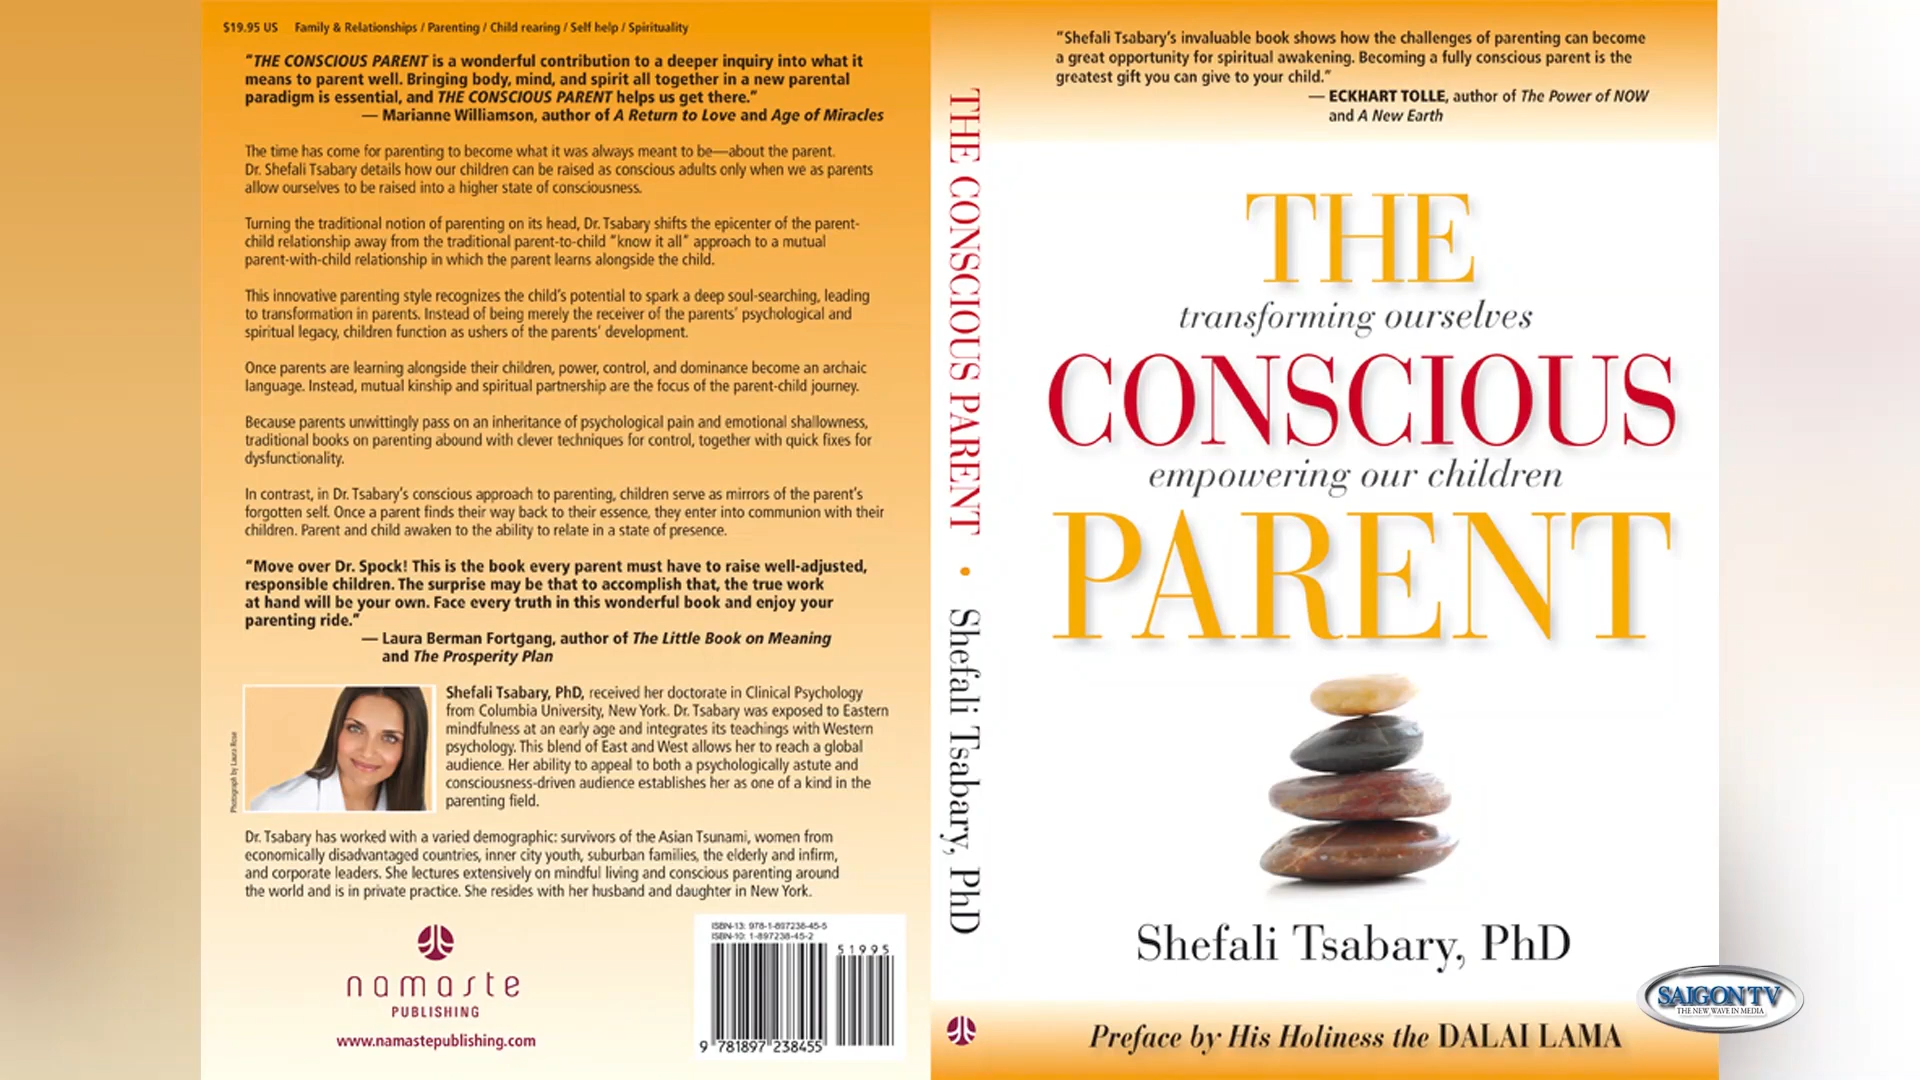 $19.95 US Family & Relationships / Parenting / Child rearing / Self help / Spirituality
"THE CONSCIOUS PARENT is a wonderful contribution to a deeper inquiry into what it
means to parent well. Bringing body, mind, and spirit all together in a new parental
paradigm is essential, and THE CONSCIOUS PARENT helps us get there."
— Marianne Williamson, author of A Return to Love and Age of Miracles
The time has come for parenting to become what it was always meant to be—about the parent.
Dr. Shefali Tsabary details how our children can be raised as conscious adults only when we as parents
allow ourselves to be raised into a higher state of consciousness.
Turning the traditional notion of parenting on its head, Dr. Tsabary shifts the epicenter of the parent-
child relationship away from the traditional parent-to-child "know it all" approach to a mutual
parent-with-child relationship in which the parent learns alongside the child.
This innovative parenting style recognizes the child's potential to spark a deep soul-searching, leading
to transformation in parents. Instead of being merely the receiver of the parents' psychological and
spiritual legacy, children function as ushers of the parents' development.
Once parents are learning alongside their children, power, control, and dominance become an archaic
language. Instead, mutual kinship and spiritual partnership are the focus of the parent-child journey.
Because parents unwittingly pass on an inheritance of psychological pain and emotional shallowness,
traditional books on parenting abound with clever techniques for control, together with quick fixes for
dysfunctionality.
In contrast, in Dr. Tsabary's conscious approach to parenting, children serve as mirrors of the parent's
forgotten self. Once a parent finds their way back to their essence, they enter into communion with their
children. Parent and child awaken to the ability to relate in a state of presence.
"Move over Dr. Spock! This is the book every parent must have to raise well-adjusted,
responsible children. The surprise may be that to accomplish that, the true work
at hand will be your own. Face every truth in this wonderful book and enjoy your
parenting ride."
— Laura Berman Fortgang, author of The Little Book on Meaning
and The Prosperity Plan
Photograph by Laura Rose
Shefali Tsabary, PhD, received her doctorate in Clinical Psychology
from Columbia University, New York. Dr. Tsabary was exposed to Eastern
mindfulness at an early age and integrates its teachings with Western
psychology. This blend of East and West allows her to reach a global
audience. Her ability to appeal to both a psychologically astute and
consciousness-driven audience establishes her as one of a kind in the
parenting field.
Dr. Tsabary has worked with a varied demographic: survivors of the Asian Tsunami, women from
economically disadvantaged countries, inner city youth, suburban families, the elderly and infirm,
and corporate leaders. She lectures extensively on mindful living and conscious parenting around
the world and is in private practice. She resides with her husband and daughter in New York.
namaste
PUBLISHING
www.namastepublishing.com
ISBN-13: 978-1-897238-45-5
ISBN-10: 1-897238-45-2
51995
9 781897 238455
THE CONSCIOUS PARENT • Shefali Tsabary, PhD
"Shefali Tsabary's invaluable book shows how the challenges of parenting can become
a great opportunity for spiritual awakening. Becoming a fully conscious parent is the
greatest gift you can give to your child."
— ECKHART TOLLE, author of The Power of NOW
and A New Earth
THE
transforming ourselves
CONSCIOUS
empowering our children
PARENT
Shefali Tsabary, PhD
Preface by His Holiness the DALAI LAMA
SAIGON TV
THE NEW WAVE IN MEDIA